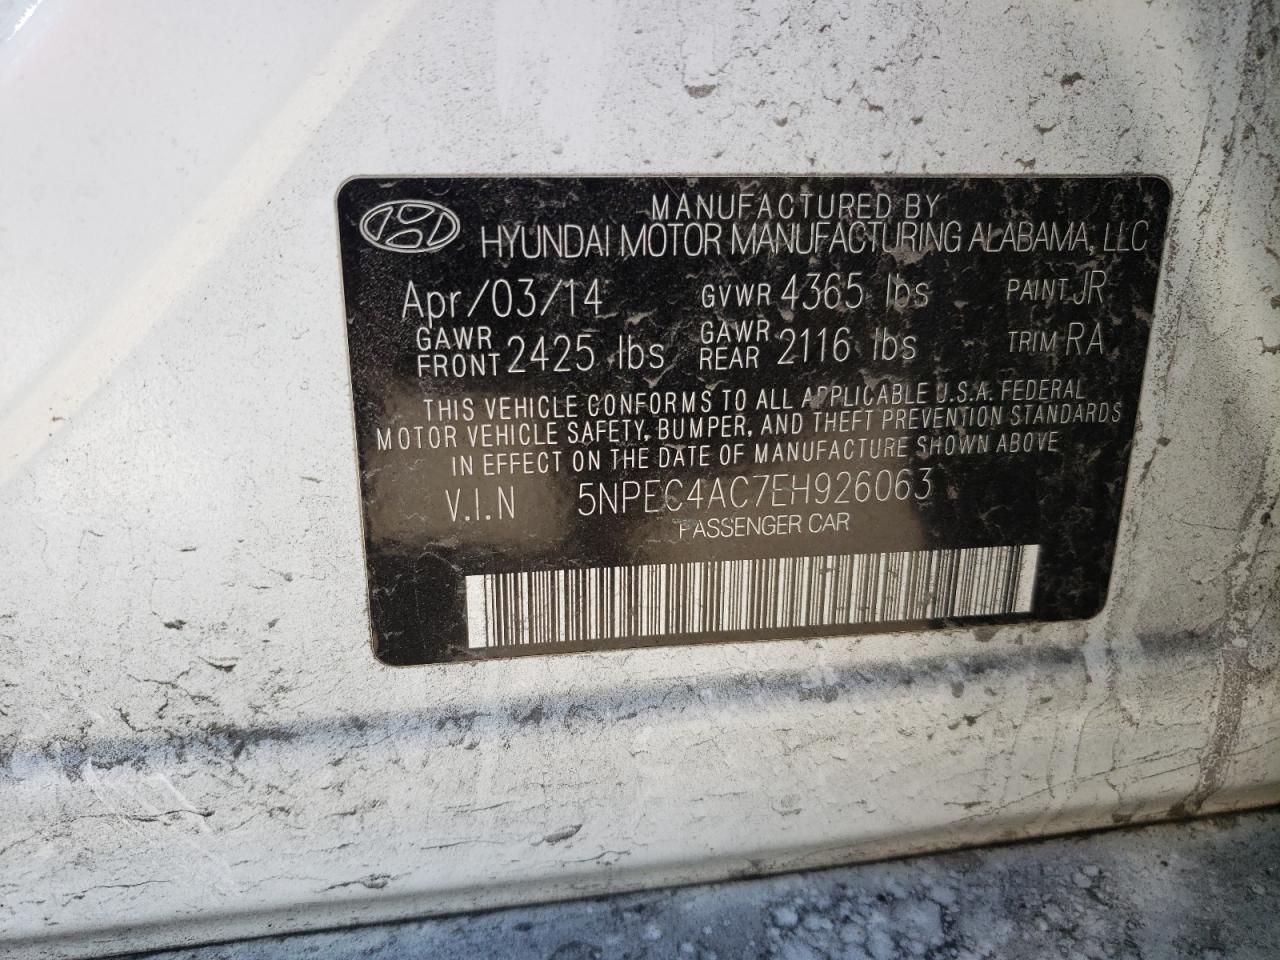 MANUFACTURED BY
HYUNDAI MOTOR MANUFACTURING ALABAMA, LLC
Apr/03/14 GVWR 4365 lbs PAINT JR
GAWR FRONT 2425 lbs GAWR REAR 2116 lbs TRIM RA
THIS VEHICLE CONFORMS TO ALL APPLICABLE U.S.A. FEDERAL
MOTOR VEHICLE SAFETY, BUMPER, AND THEFT PREVENTION STANDARDS
IN EFFECT ON THE DATE OF MANUFACTURE SHOWN ABOVE
V.I.N 5NPEC4AC7EH926063
PASSENGER CAR